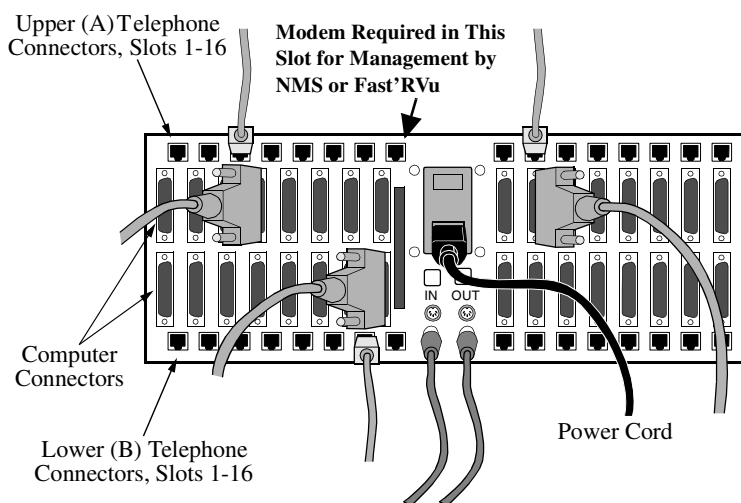 Upper (A) Telephone
Connectors, Slots 1-16
Modem Required in This
Slot for Management by
NMS or Fast'RVu
IN OUT
Computer
Connectors
Power Cord
Lower (B) Telephone
Connectors, Slots 1-16